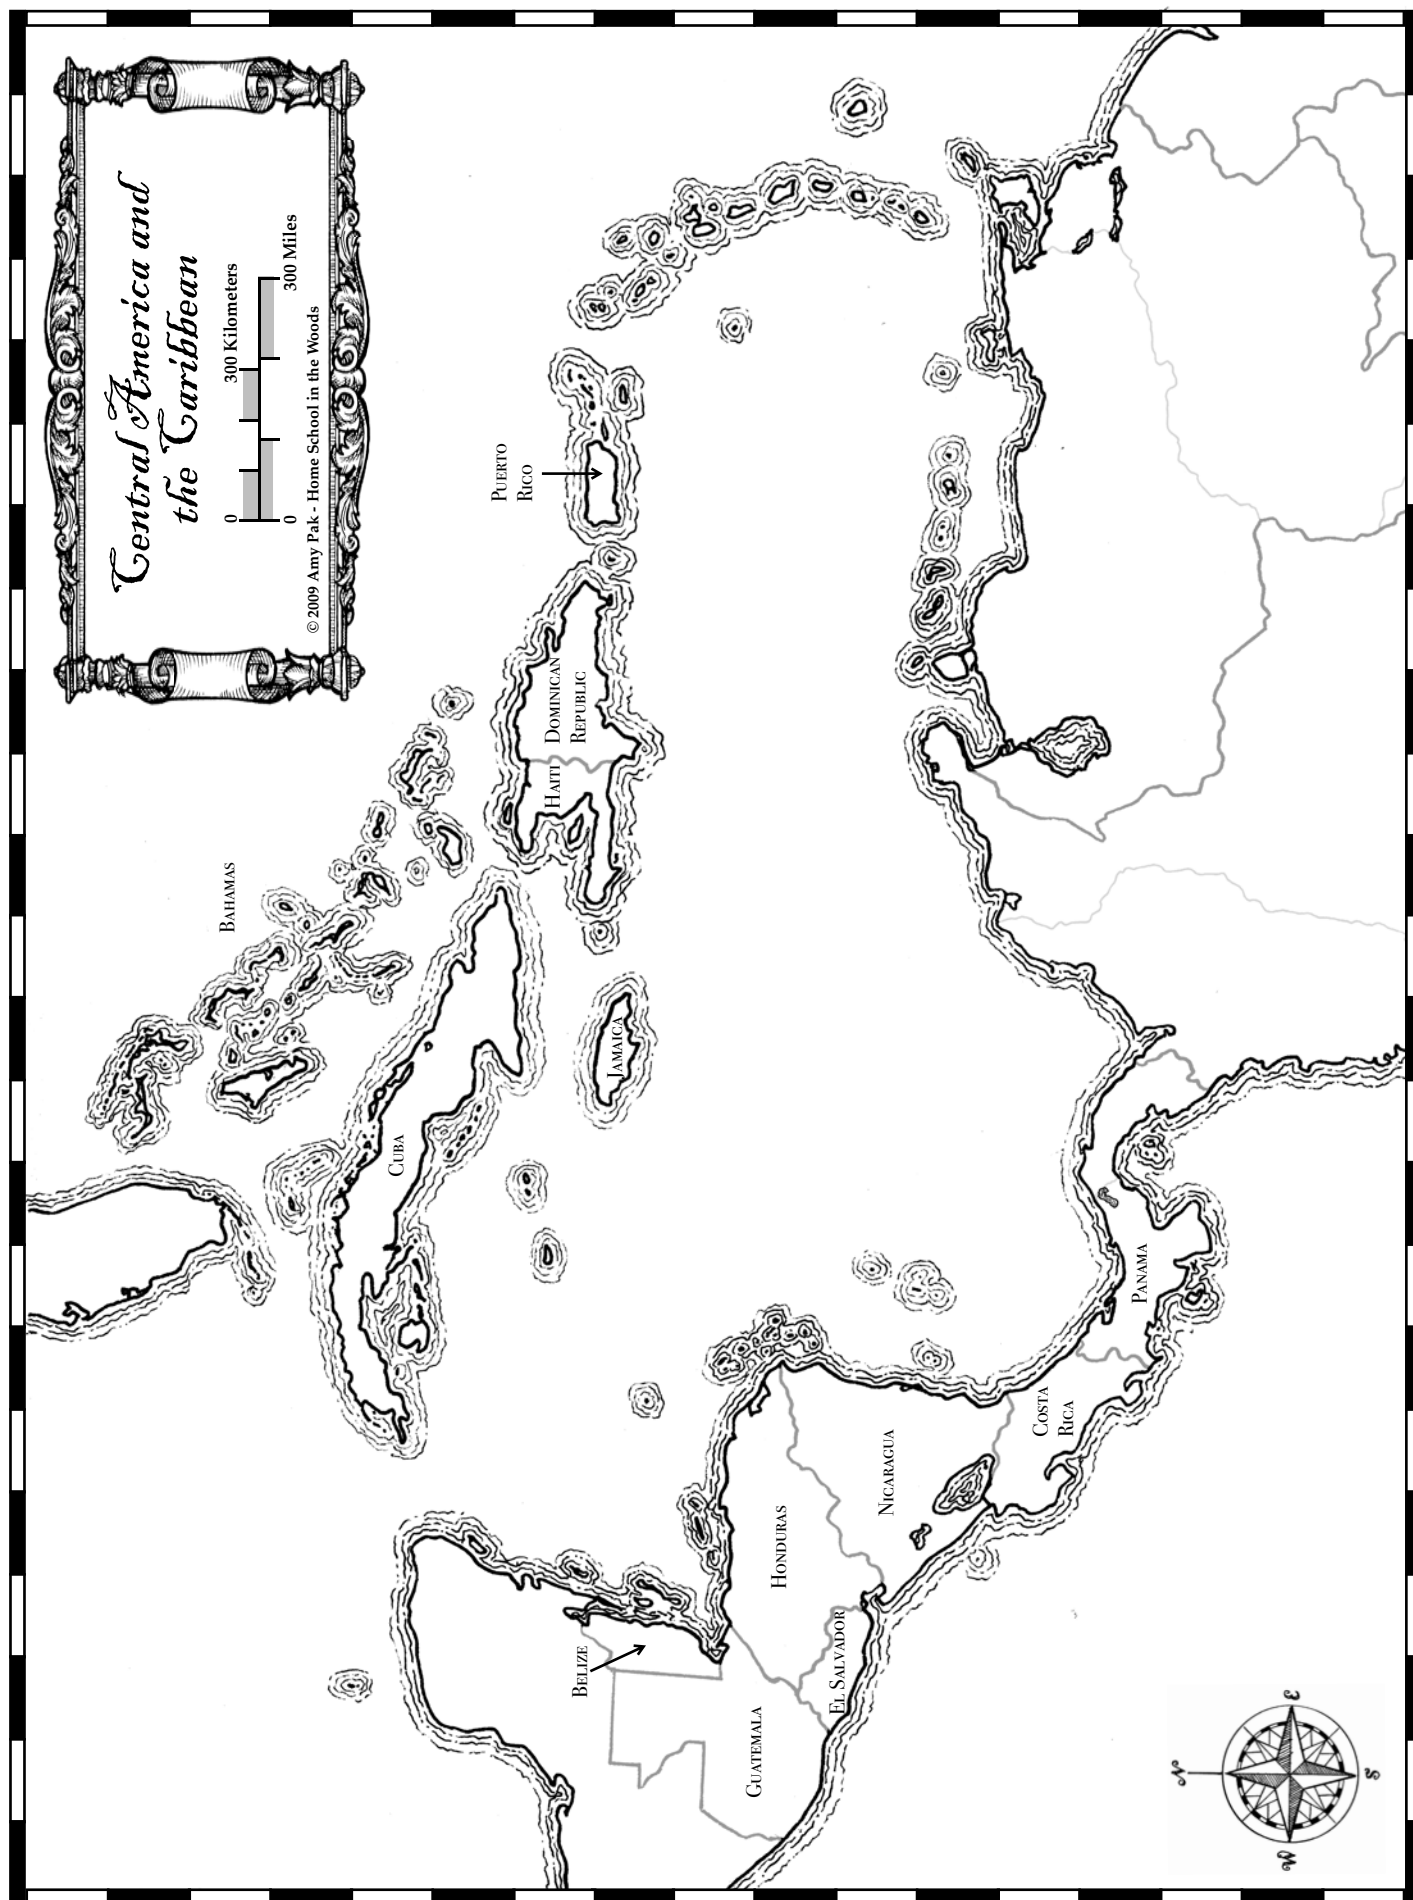 Central America and
the Caribbean
0 300 Kilometers
0 300 Miles
© 2009 Amy Pak - Home School in the Woods
BAHAMAS
CUBA
HAITI
DOMINICAN
REPUBLIC
PUERTO
RICO
JAMAICA
BELIZE
GUATEMALA
HONDURAS
EL SALVADOR
NICARAGUA
COSTA
RICA
PANAMA
N
W
E
S